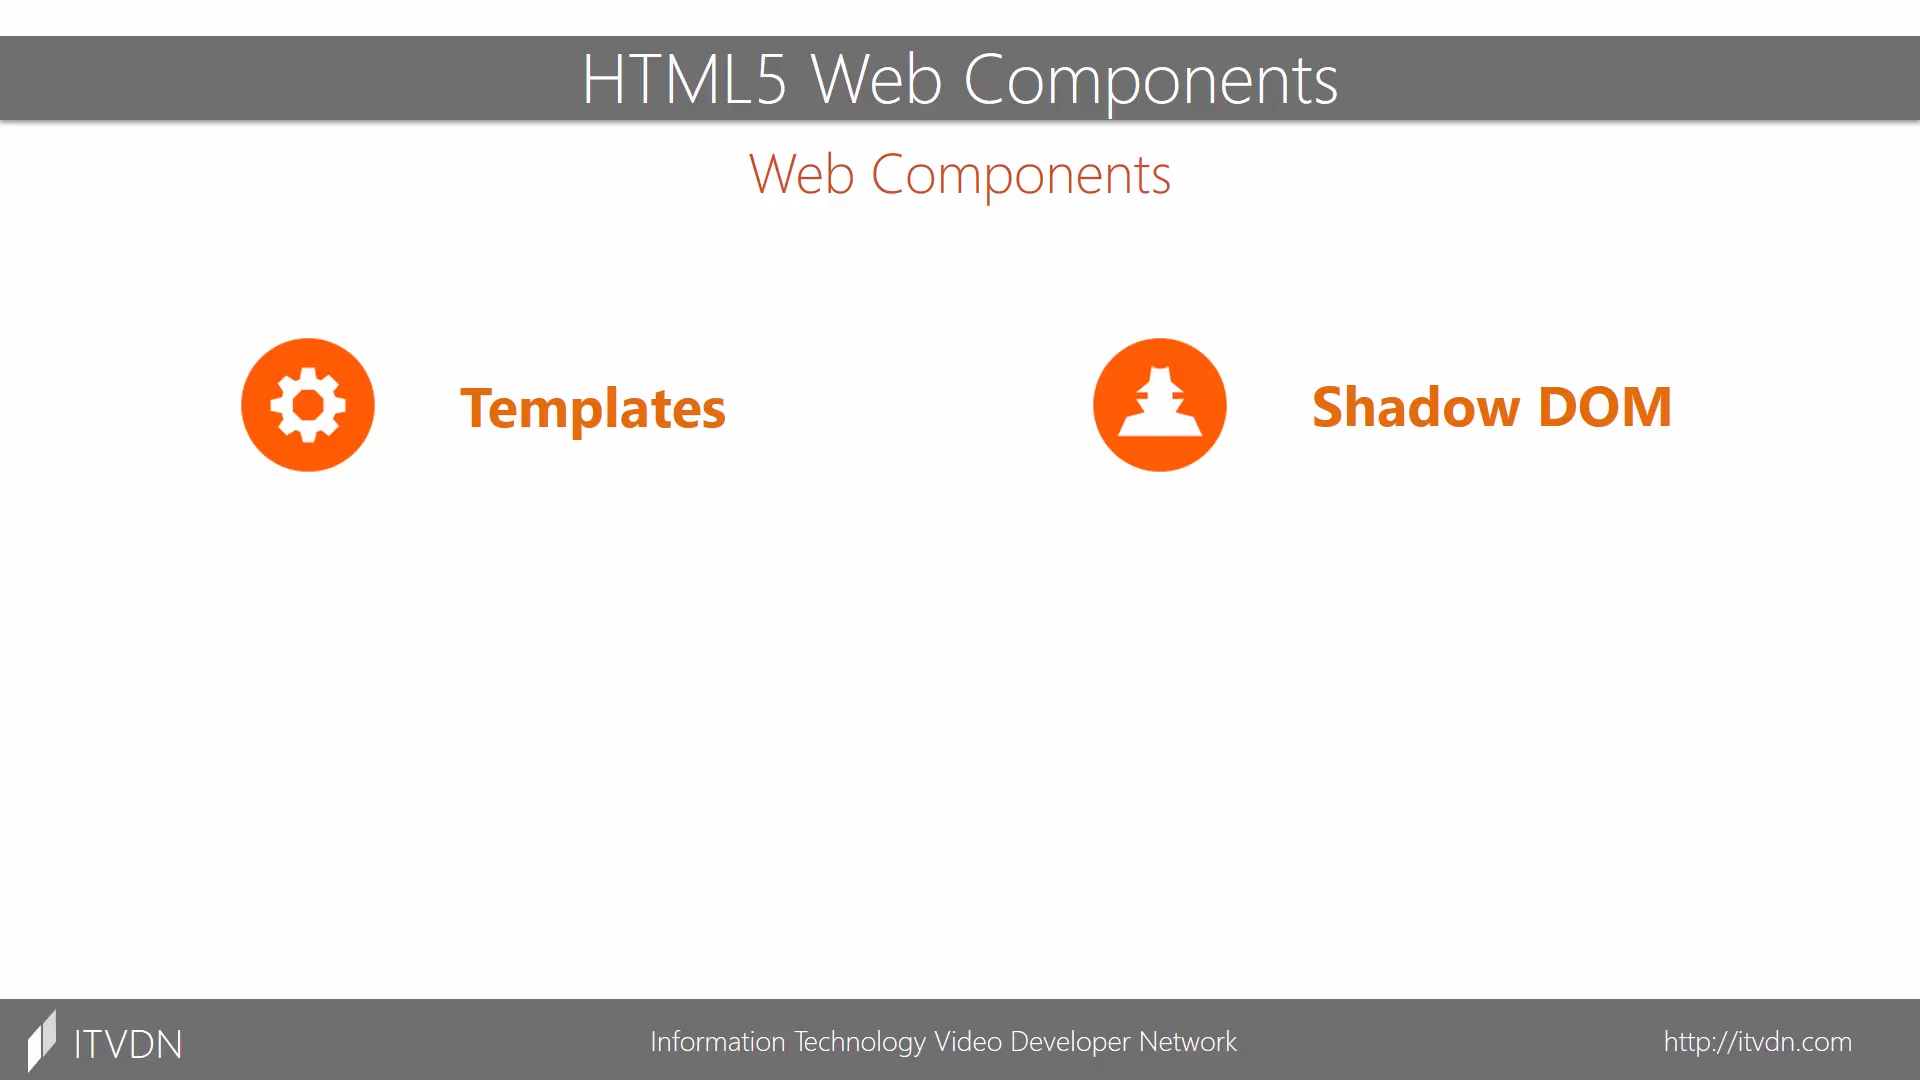 HTML5 Web Components
Web Components
Templates
Shadow DOM
ITVDN
Information Technology Video Developer Network
http://itvdn.com